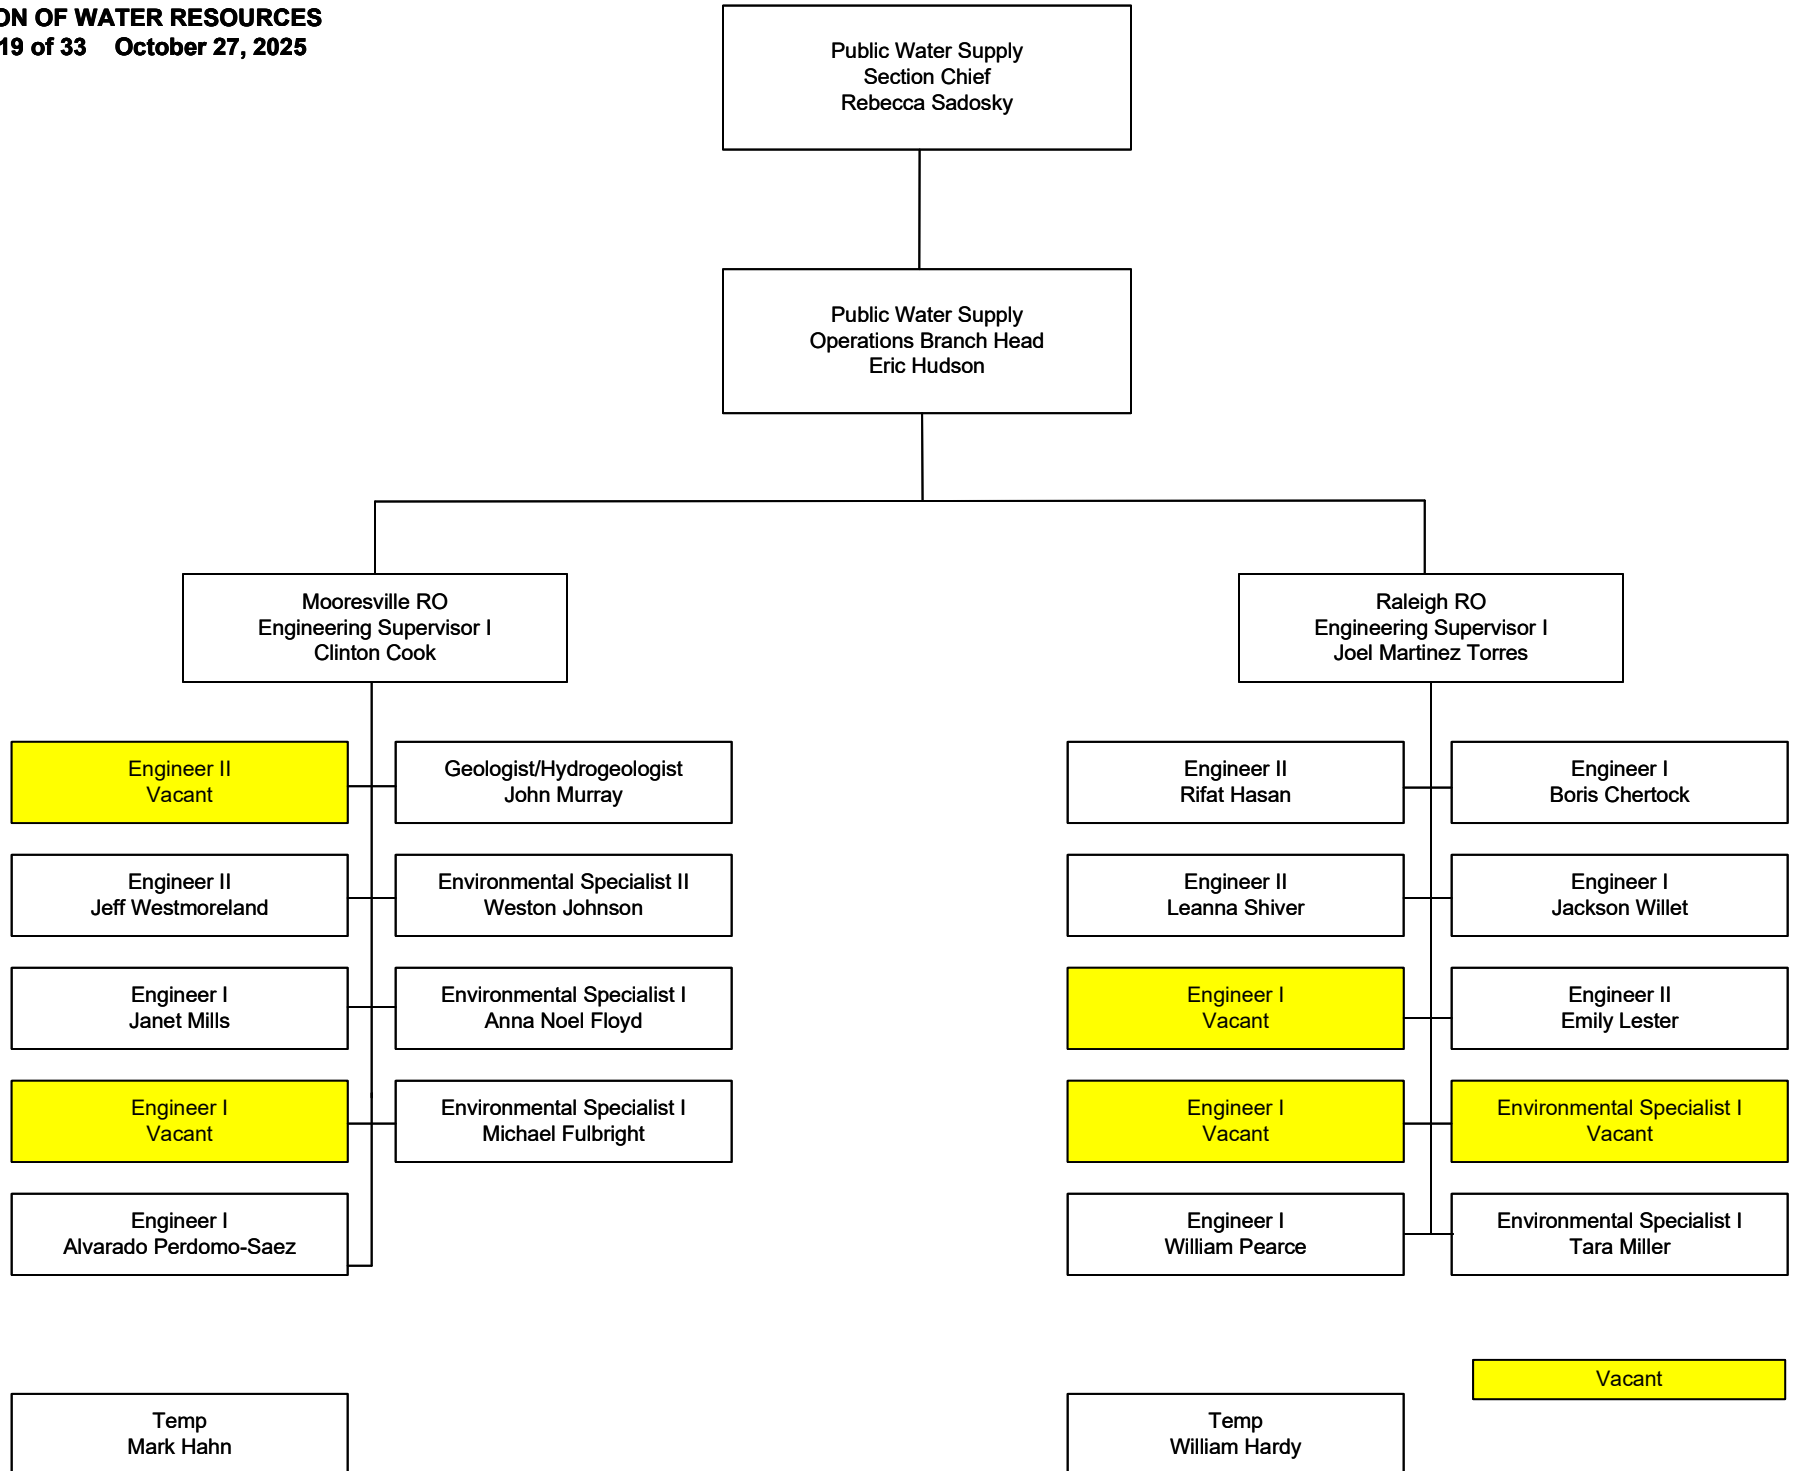 ON OF WATER RESOURCES
19 of 33 October 27, 2025
Public Water Supply
Section Chief
Rebecca Sadosky
Public Water Supply
Operations Branch Head
Eric Hudson
Mooresville RO
Engineering Supervisor I
Clinton Cook
Raleigh RO
Engineering Supervisor I
Joel Martinez Torres
Engineer II
Vacant
Geologist/Hydrogeologist
John Murray
Engineer II
Jeff Westmoreland
Environmental Specialist II
Weston Johnson
Engineer I
Janet Mills
Environmental Specialist I
Anna Noel Floyd
Engineer I
Vacant
Environmental Specialist I
Michael Fulbright
Engineer I
Alvarado Perdomo-Saez
Temp
Mark Hahn
Engineer II
Rifat Hasan
Engineer I
Boris Chertock
Engineer II
Leanna Shiver
Engineer I
Jackson Willet
Engineer I
Vacant
Engineer II
Emily Lester
Engineer I
Vacant
Environmental Specialist I
Vacant
Engineer I
William Pearce
Environmental Specialist I
Tara Miller
Vacant
Temp
William Hardy